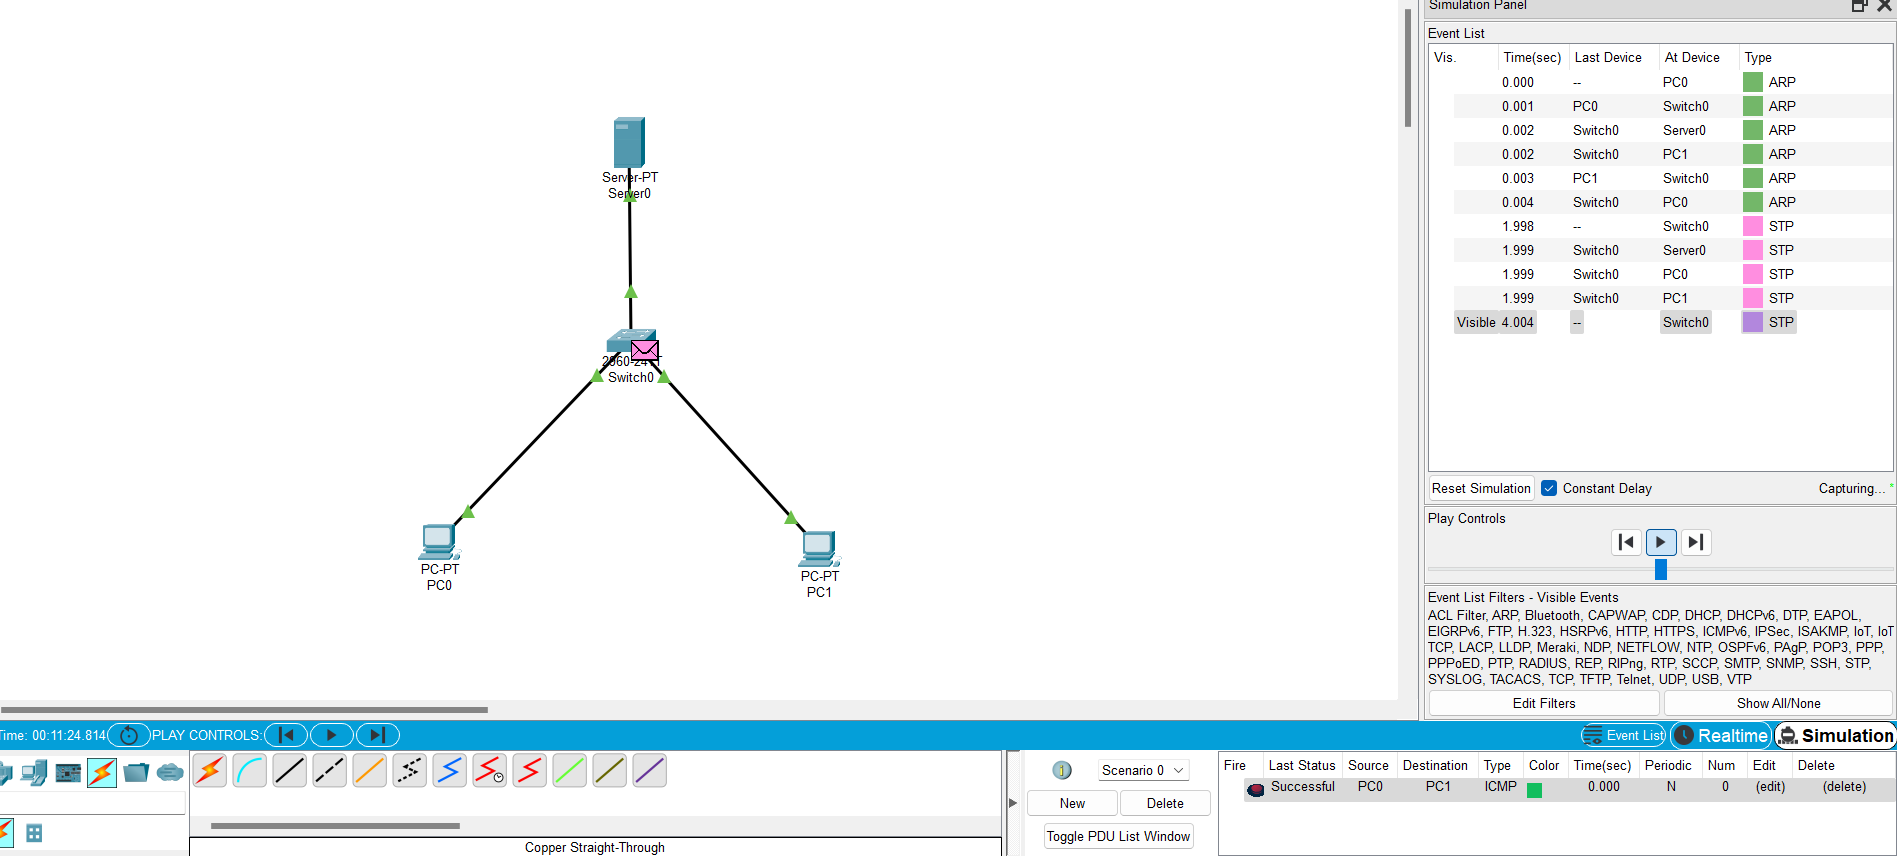 Simulation Panel
Event List
Vis. Time(sec) Last Device At Device Type
0.000 -- PC0 ARP
0.001 PC0 Switch0 ARP
0.002 Switch0 Server0 ARP
0.002 Switch0 PC1 ARP
0.003 PC1 Switch0 ARP
0.004 Switch0 PC0 ARP
1.998 -- Switch0 STP
1.999 Switch0 Server0 STP
1.999 Switch0 PC0 STP
1.999 Switch0 PC1 STP
Visible 4.004 -- Switch0 STP
Reset Simulation Constant Delay Capturing... *
Play Controls
Event List Filters - Visible Events
ACL Filter, ARP, Bluetooth, CAPWAP, CDP, DHCP, DHCPv6, DTP, EAPOL,
EIGRPv6, FTP, H.323, HSRPv6, HTTP, HTTPS, ICMPv6, IPSec, ISAKMP, IoT, IoT
TCP, LACP, LLDP, Meraki, NDP, NETFLOW, NTP, OSPFv6, PAgP, POP3, PPP,
PPPoED, PTP, RADIUS, REP, RIPng, RTP, SCCP, SMTP, SNMP, SSH, STP,
SYSLOG, TACACS, TCP, TFTP, Telnet, UDP, USB, VTP
Edit Filters Show All/None
Server-PT
Server0
Switch0
PC-PT
PC0
PC-PT
PC1
Time: 00:11:24.814 PLAY CONTROLS:
Event List Realtime Simulation
Scenario 0
New Delete
Toggle PDU List Window
Fire Last Status Source Destination Type Color Time(sec) Periodic Num Edit Delete
Successful PC0 PC1 ICMP 0.000 N 0 (edit) (delete)
Copper Straight-Through